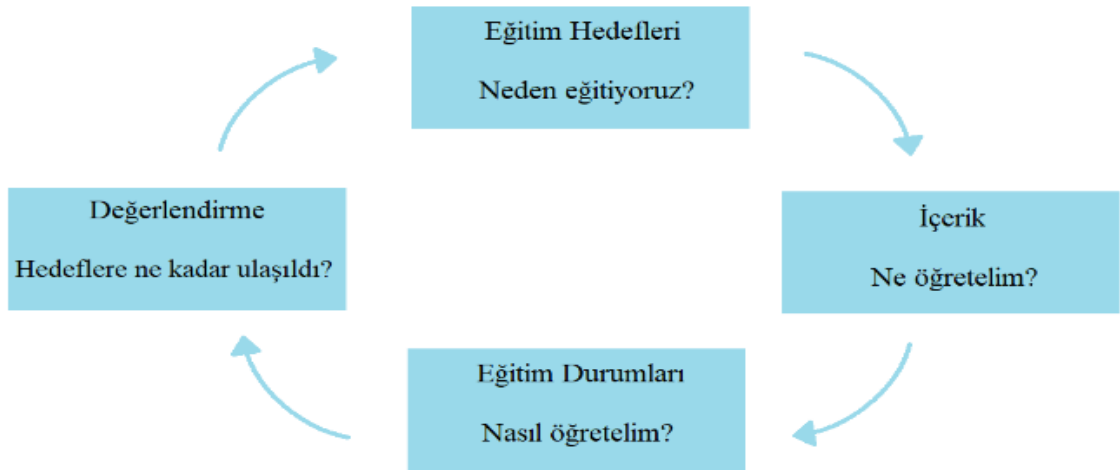 Eğitim Hedefleri
Neden eğitiyoruz?
Değerlendirme
Hedeflere ne kadar ulaşıldı?
İçerik
Ne öğretelim?
Eğitim Durumları
Nasıl öğretelim?